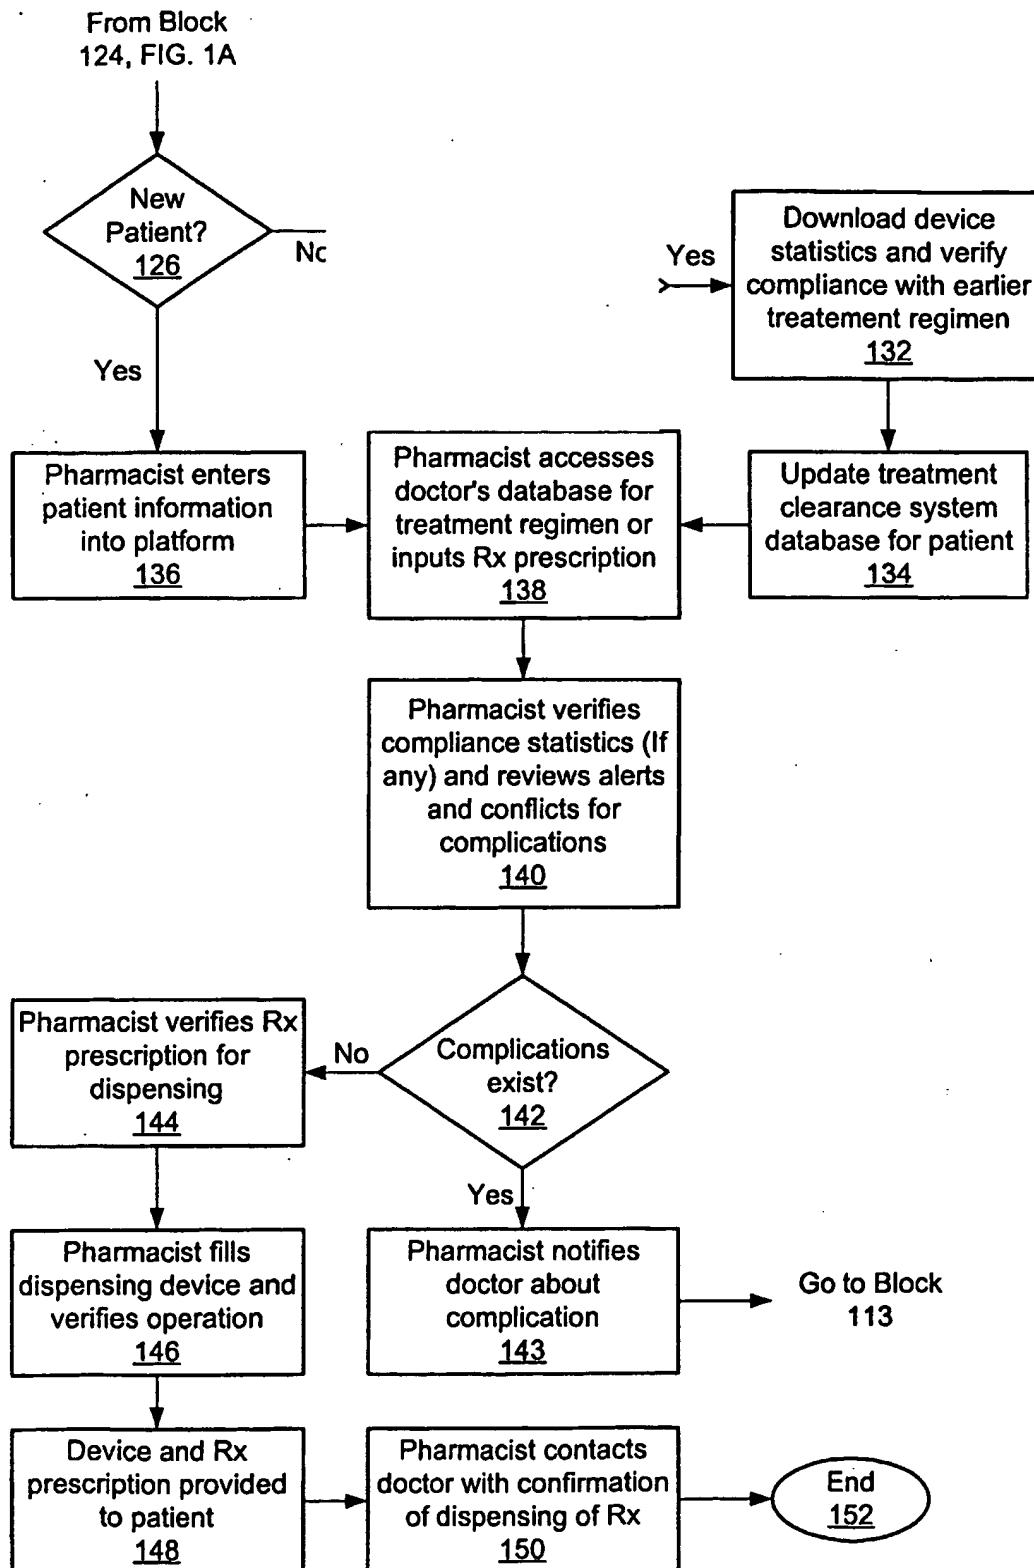 From Block
124, FIG. 1A
New
Patient?
126
Yes
Yes
Download device
statistics and verify
compliance with earlier
treatement regimen
132
Pharmacist enters
patient information
into platform
136
Pharmacist accesses
doctor's database for
treatment regimen or
inputs Rx prescription
138
Update treatment
clearance system
database for patient
134
Pharmacist verifies
compliance statistics (If
any) and reviews alerts
and conflicts for
complications
140
Complications
exist?
142
No
Yes
Pharmacist verifies Rx
prescription for
dispensing
144
Pharmacist fills
dispensing device and
verifies operation
146
Pharmacist notifies
doctor about
complication
143
Go to Block
113
Device and Rx
prescription provided
to patient
148
Pharmacist contacts
doctor with confirmation
of dispensing of Rx
150
End
152